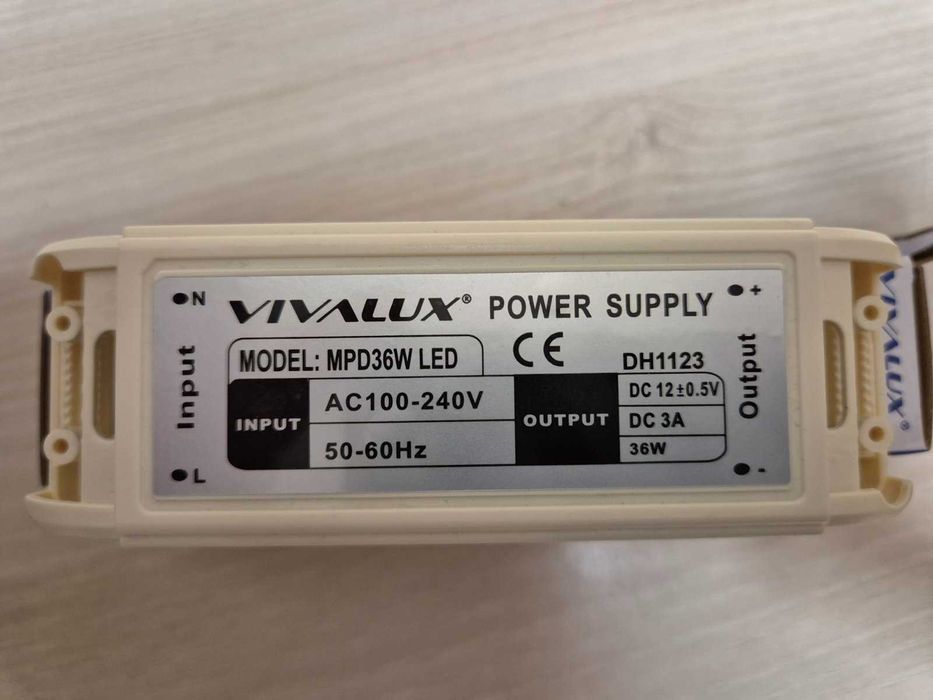 N
VIVALUX® POWER SUPPLY
+
MODEL: MPD36W LED
CE
DH1123
Input
INPUT
AC100-240V
50-60Hz
OUTPUT
DC 12±0.5V
DC 3A
36W
Output
L
-
VIVALUX®